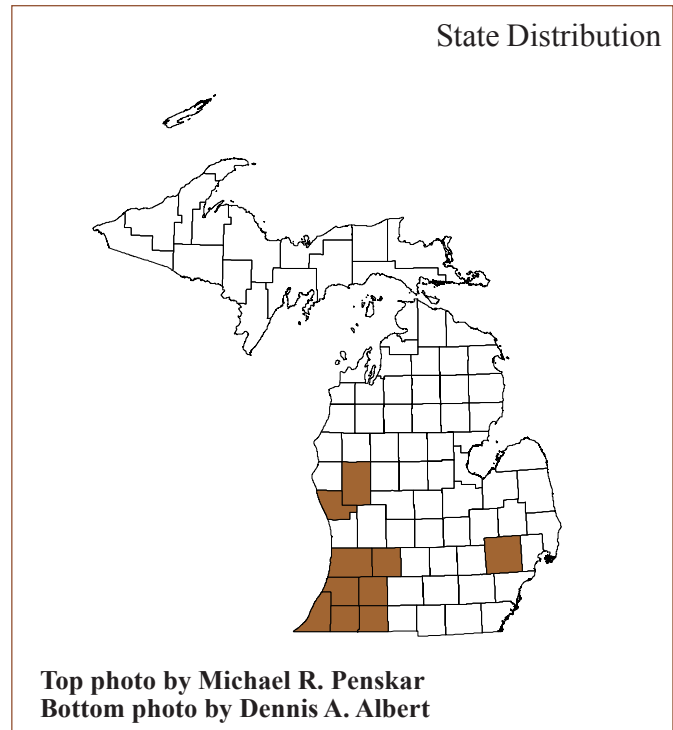 State Distribution
Top photo by Michael R. Penskar
Bottom photo by Dennis A. Albert